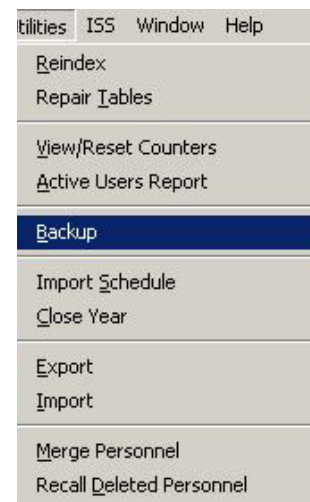 tilities ISS Window Help
Reindex
Repair Tables
View/Reset Counters
Active Users Report
Backup
Import Schedule
Close Year
Export
Import
Merge Personnel
Recall Deleted Personnel